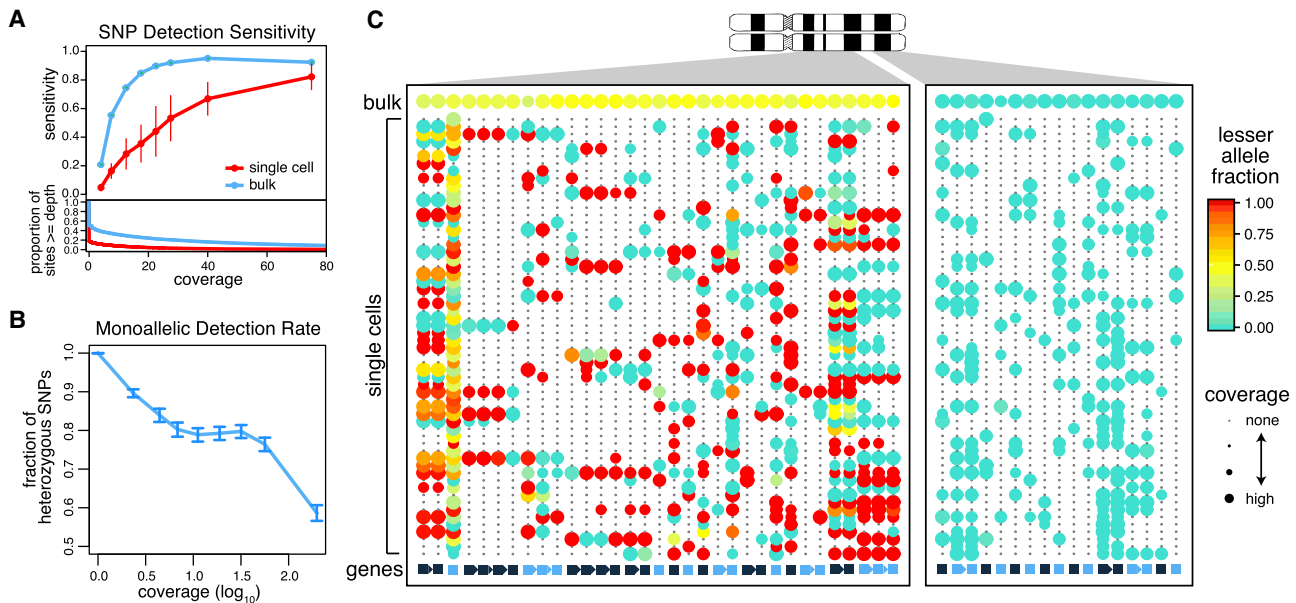 A
SNP Detection Sensitivity
1.0
0.8
0.6
0.4
0.2
0.0
sensitivity
single cell
bulk
1.0
0.8
0.6
0.4
0.2
0.0
proportion of
sites >= depth
0 20 40 60 80
coverage
B
Monoallelic Detection Rate
1.0
0.9
0.8
0.7
0.6
0.5
fraction of
heterozygous SNPs
0.0 0.5 1.0 1.5 2.0
coverage (log10)
C
bulk
single cells
genes
lesser
allele
fraction
1.00
0.75
0.50
0.25
0.00
coverage
none
high